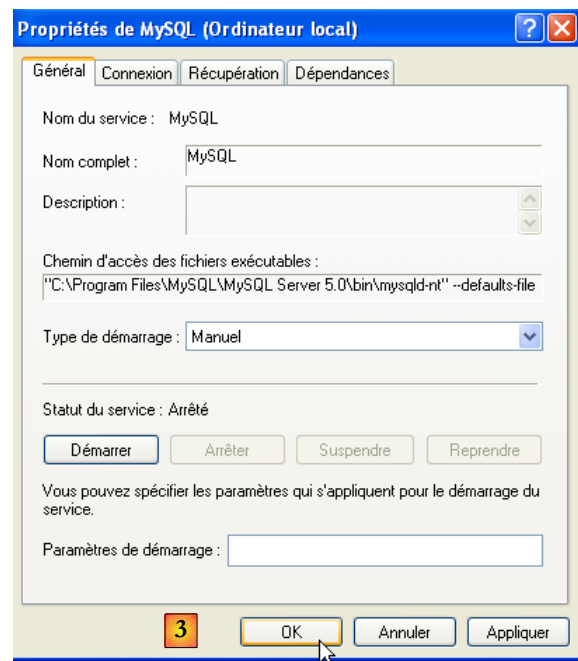 Propriétés de MySQL (Ordinateur local)
Général Connexion Récupération Dépendances
Nom du service : MySQL
Nom complet : MySQL
Description :
Chemin d'accès des fichiers exécutables :
"C:\Program Files\MySQL\MySQL Server 5.0\bin\mysqld-nt" --defaults-file
Type de démarrage : Manuel
Statut du service : Arrêté
Démarrer Arrêter Suspendre Reprendre
Vous pouvez spécifier les paramètres qui s'appliquent pour le démarrage du
service.
Paramètres de démarrage :
3 OK Annuler Appliquer